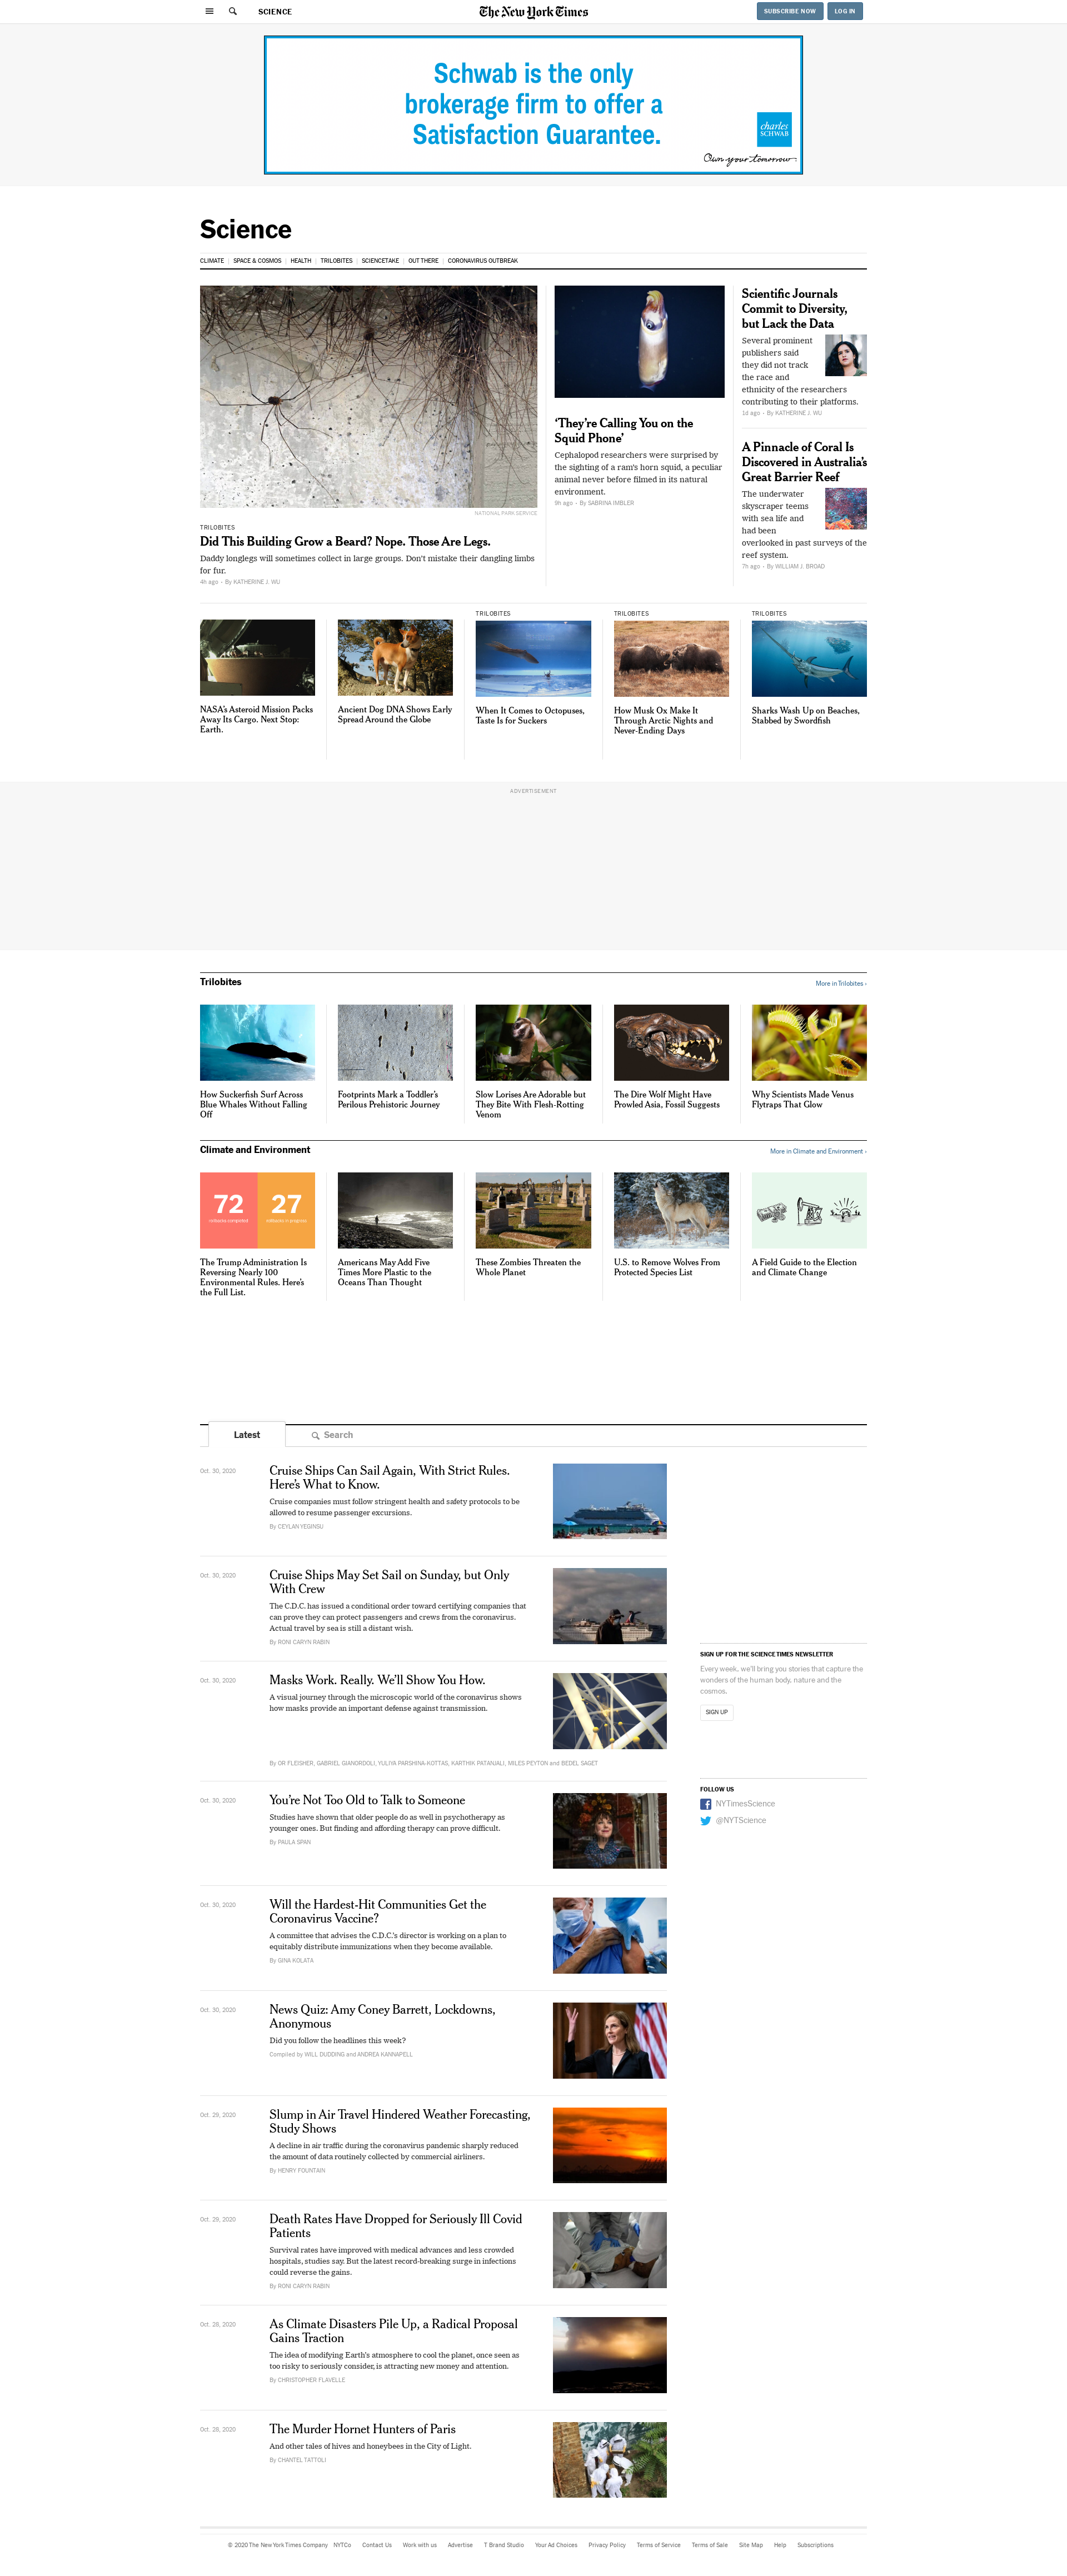 SCIENCE
The New York Times
SUBSCRIBE NOW
LOG IN
Schwab is the only
brokerage firm to offer a
Satisfaction Guarantee.
charles
SCHWAB
Own your tomorrow
Science
CLIMATE
SPACE & COSMOS
HEALTH
TRILOBITES
SCIENCETAKE
OUT THERE
CORONAVIRUS OUTBREAK
NATIONAL PARK SERVICE
TRILOBITES
Did This Building Grow a Beard? Nope. Those Are Legs.
Daddy longlegs will sometimes collect in large groups. Don't mistake their dangling limbs
for fur.
4h ago · By KATHERINE J. WU
‘They’re Calling You on the
Squid Phone’
Cephalopod researchers were surprised by
the sighting of a ram's horn squid, a peculiar
animal never before filmed in its natural
environment.
9h ago · By SABRINA IMBLER
Scientific Journals
Commit to Diversity,
but Lack the Data
Several prominent
publishers said
they did not track
the race and
ethnicity of the researchers
contributing to their platforms.
1d ago · By KATHERINE J. WU
A Pinnacle of Coral Is
Discovered in Australia’s
Great Barrier Reef
The underwater
skyscraper teems
with sea life and
had been
overlooked in past surveys of the
reef system.
7h ago · By WILLIAM J. BROAD
NASA’s Asteroid Mission Packs
Away Its Cargo. Next Stop:
Earth.
Ancient Dog DNA Shows Early
Spread Around the Globe
TRILOBITES
When It Comes to Octopuses,
Taste Is for Suckers
TRILOBITES
How Musk Ox Make It
Through Arctic Nights and
Never-Ending Days
TRILOBITES
Sharks Wash Up on Beaches,
Stabbed by Swordfish
ADVERTISEMENT
Trilobites
More in Trilobites ›
How Suckerfish Surf Across
Blue Whales Without Falling
Off
Footprints Mark a Toddler’s
Perilous Prehistoric Journey
Slow Lorises Are Adorable but
They Bite With Flesh-Rotting
Venom
The Dire Wolf Might Have
Prowled Asia, Fossil Suggests
Why Scientists Made Venus
Flytraps That Glow
Climate and Environment
More in Climate and Environment ›
72
rollbacks completed
27
rollbacks in progress
The Trump Administration Is
Reversing Nearly 100
Environmental Rules. Here’s
the Full List.
Americans May Add Five
Times More Plastic to the
Oceans Than Thought
These Zombies Threaten the
Whole Planet
U.S. to Remove Wolves From
Protected Species List
A Field Guide to the Election
and Climate Change
Latest
Search
Oct. 30, 2020
Cruise Ships Can Sail Again, With Strict Rules.
Here’s What to Know.
Cruise companies must follow stringent health and safety protocols to be
allowed to resume passenger excursions.
By CEYLAN YEGINSU
Oct. 30, 2020
Cruise Ships May Set Sail on Sunday, but Only
With Crew
The C.D.C. has issued a conditional order toward certifying companies that
can prove they can protect passengers and crews from the coronavirus.
Actual travel by sea is still a distant wish.
By RONI CARYN RABIN
Oct. 30, 2020
Masks Work. Really. We’ll Show You How.
A visual journey through the microscopic world of the coronavirus shows
how masks provide an important defense against transmission.
By OR FLEISHER, GABRIEL GIANORDOLI, YULIYA PARSHINA-KOTTAS, KARTHIK PATANJALI, MILES PEYTON and BEDEL SAGET
Oct. 30, 2020
You’re Not Too Old to Talk to Someone
Studies have shown that older people do as well in psychotherapy as
younger ones. But finding and affording therapy can prove difficult.
By PAULA SPAN
Oct. 30, 2020
Will the Hardest-Hit Communities Get the
Coronavirus Vaccine?
A committee that advises the C.D.C.’s director is working on a plan to
equitably distribute immunizations when they become available.
By GINA KOLATA
Oct. 30, 2020
News Quiz: Amy Coney Barrett, Lockdowns,
Anonymous
Did you follow the headlines this week?
Compiled by WILL DUDDING and ANDREA KANNAPELL
Oct. 29, 2020
Slump in Air Travel Hindered Weather Forecasting,
Study Shows
A decline in air traffic during the coronavirus pandemic sharply reduced
the amount of data routinely collected by commercial airliners.
By HENRY FOUNTAIN
Oct. 29, 2020
Death Rates Have Dropped for Seriously Ill Covid
Patients
Survival rates have improved with medical advances and less crowded
hospitals, studies say. But the latest record-breaking surge in infections
could reverse the gains.
By RONI CARYN RABIN
Oct. 28, 2020
As Climate Disasters Pile Up, a Radical Proposal
Gains Traction
The idea of modifying Earth’s atmosphere to cool the planet, once seen as
too risky to seriously consider, is attracting new money and attention.
By CHRISTOPHER FLAVELLE
Oct. 28, 2020
The Murder Hornet Hunters of Paris
And other tales of hives and honeybees in the City of Light.
By CHANTEL TATTOLI
SIGN UP FOR THE SCIENCE TIMES NEWSLETTER
Every week, we'll bring you stories that capture the
wonders of the human body, nature and the
cosmos.
SIGN UP
FOLLOW US
NYTimesScience
@NYTScience
© 2020 The New York Times Company
NYTCo
Contact Us
Work with us
Advertise
T Brand Studio
Your Ad Choices
Privacy Policy
Terms of Service
Terms of Sale
Site Map
Help
Subscriptions